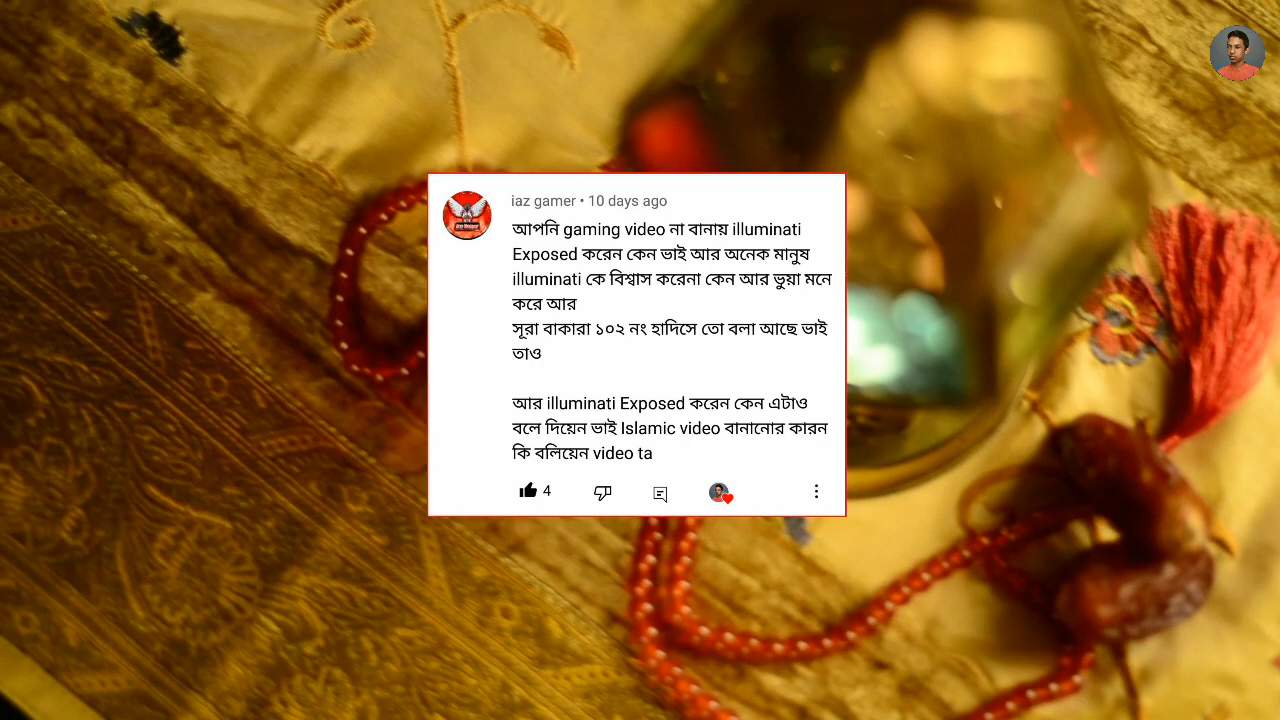 iaz gamer • 10 days ago
আপনি gaming video না বানায় illuminati
Exposed করেন কেন ভাই আর অনেক মানুষ
illuminati কে বিশ্বাস করেনা কেন আর ভুয়া মনে
করে আর
সূরা বাকারা ১০২ নং হাদিসে তো বলা আছে ভাই
তাও
আর illuminati Exposed করেন কেন এটাও
বলে দিয়েন ভাই Islamic video বানানোর কারন
কি বলিয়েন video ta
4